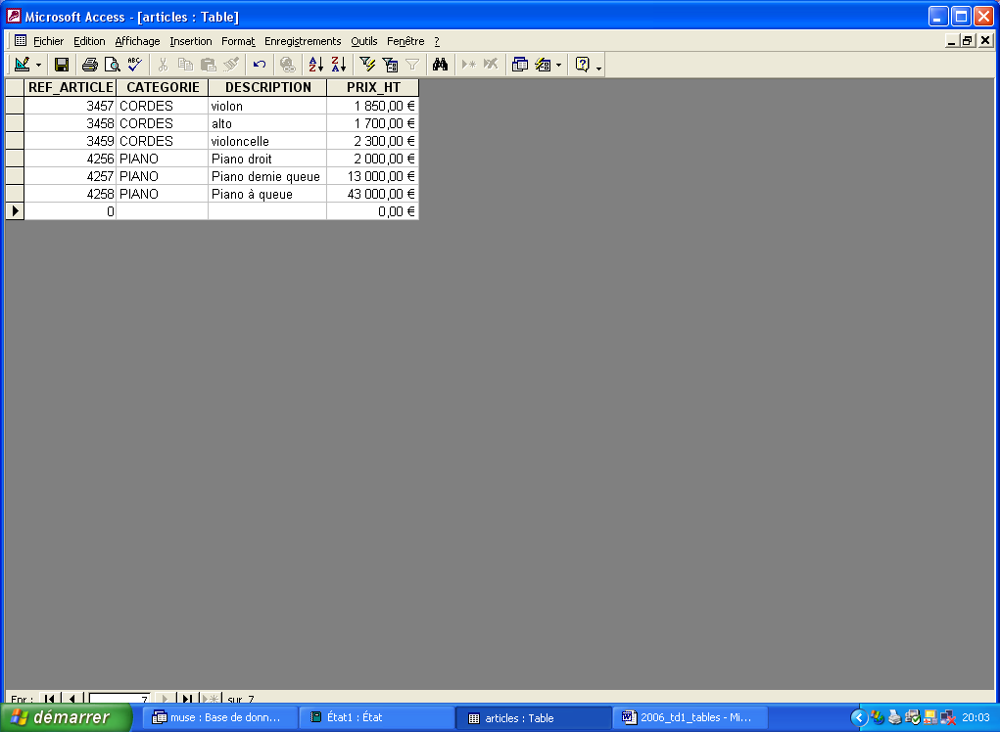 Microsoft Access - [articles : Table]
Fichier Edition Affichage Insertion Format Enregistrements Outils Fenêtre ?
REF_ARTICLE CATEGORIE DESCRIPTION PRIX_HT
3457 CORDES violon 1 850,00 €
3458 CORDES alto 1 700,00 €
3459 CORDES violoncelle 2 300,00 €
4256 PIANO Piano droit 2 000,00 €
4257 PIANO Piano demie queue 13 000,00 €
4258 PIANO Piano à queue 43 000,00 €
0 0,00 €
Enr : 7 sur 7
démarrer muse : Base de donn... État1 : État articles : Table 2006_td1_tables - Mi... 20:03